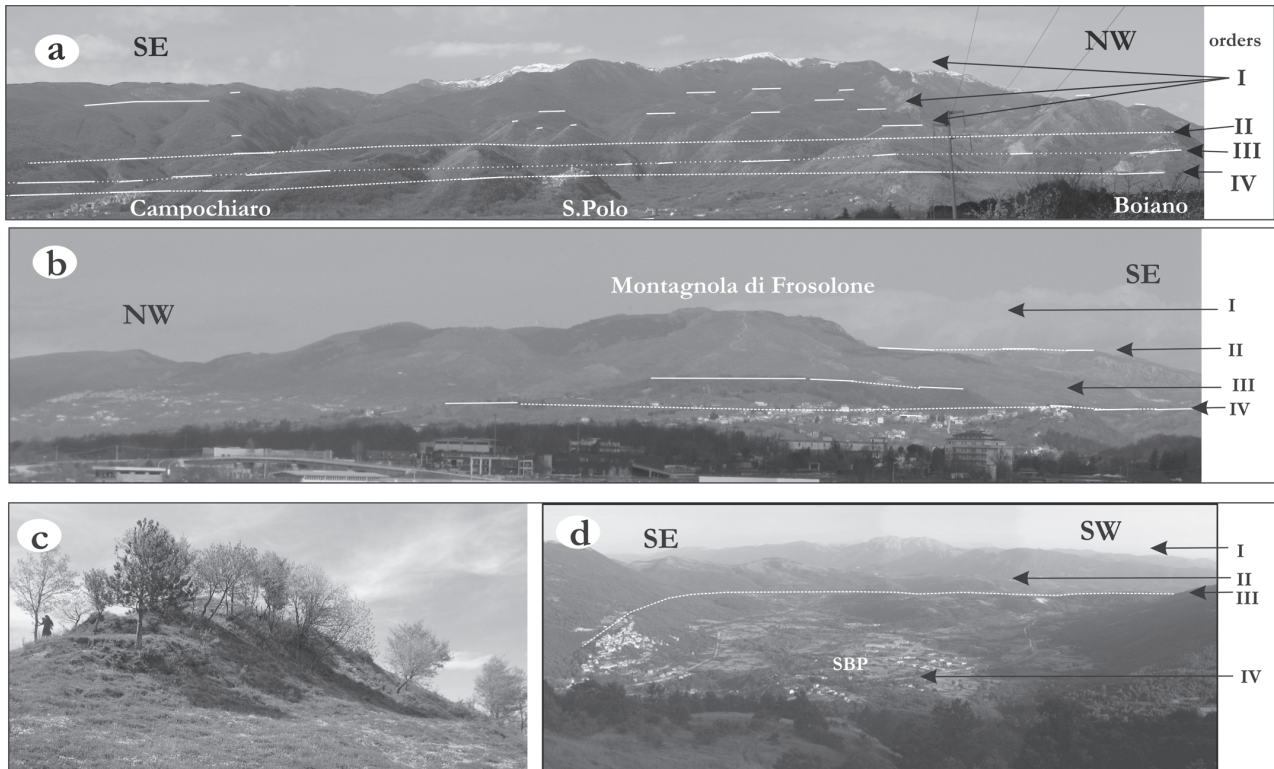 a
SE
NW
orders
I
II
III
IV
Campochiaro
S.Polo
Boiano
b
NW
Montagnola di Frosolone
SE
I
II
III
IV
c
d
SE
SW
I
II
III
SBP
IV